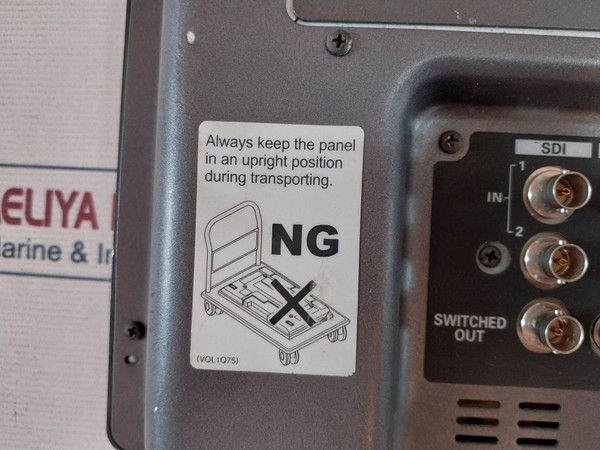 Always keep the panel
in an upright position
during transporting.
NG
(VQL1Q75)
SDI
1
IN
2
SWITCHED
OUT
ELIYA
arine & In